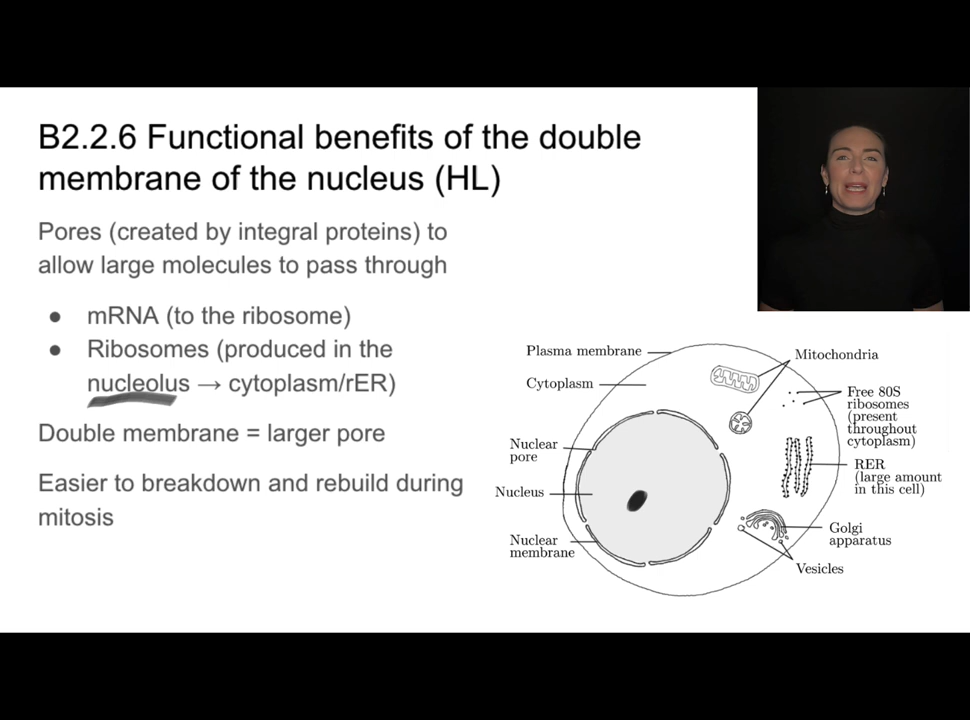 B2.2.6 Functional benefits of the double
membrane of the nucleus (HL)
Pores (created by integral proteins) to
allow large molecules to pass through
● mRNA (to the ribosome)
● Ribosomes (produced in the
nucleolus → cytoplasm/rER)
Double membrane = larger pore
Easier to breakdown and rebuild during
mitosis
Plasma membrane
Cytoplasm
Nuclear
pore
Nucleus
Nuclear
membrane
Mitochondria
Free 80S
ribosomes
(present
throughout
cytoplasm)
RER
(large amount
in this cell)
Golgi
apparatus
Vesicles